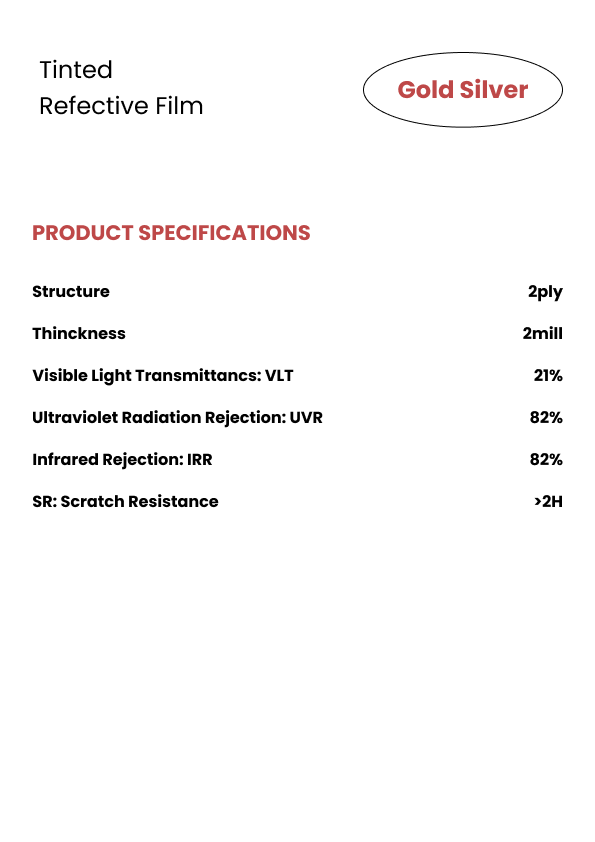 Tinted
Refective Film
Gold Silver
PRODUCT SPECIFICATIONS
Structure 2ply
Thinckness 2mill
Visible Light Transmittancs: VLT 21%
Ultraviolet Radiation Rejection: UVR 82%
Infrared Rejection: IRR 82%
SR: Scratch Resistance >2H